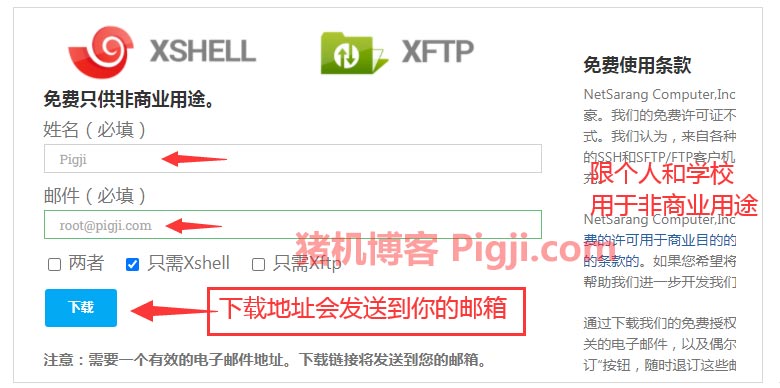 XSHELL
XFTP
免费只供非商业用途。
姓名（必填）
Pigji
邮件（必填）
root@pigji.com
两者
只需Xshell
只需Xftp
下载
下载地址会发送到你的邮箱
注意：需要一个有效的电子邮件地址。下载链接将发送到您的邮箱。
猪机博客 Pigji.com
免费使用条款
NetSarang Computer,Inc
豪。我们的免费许可证不
式。我们认为，来自各种
的SSH和SFTP/FTP客户机
充。
限个人和学校
用于非商业用途
NetSarang Computer,Inc
费的许可用于商业目的的
的条款的。如果您希望将
帮助我们进一步开发我们
通过下载我们的免费授权
关的电子邮件，以及偶尔
订”按钮，随时退订这些邮